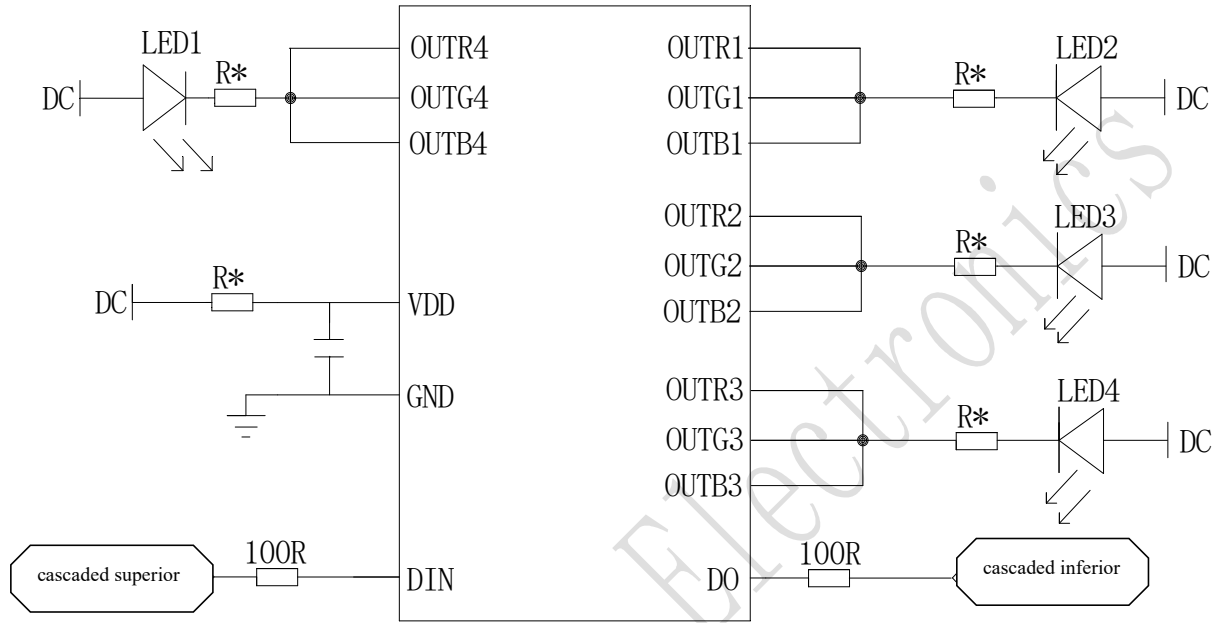 LED1
R*
DC
OUTR4
OUTG4
OUTB4
OUTR1
OUTG1
OUTB1
R*
LED2
DC
OUTR2
OUTG2
OUTB2
R*
LED3
DC
DC
R*
VDD
GND
OUTR3
OUTG3
OUTB3
R*
LED4
DC
cascaded superior
100R
DIN
DO
100R
cascaded inferior
Electronics